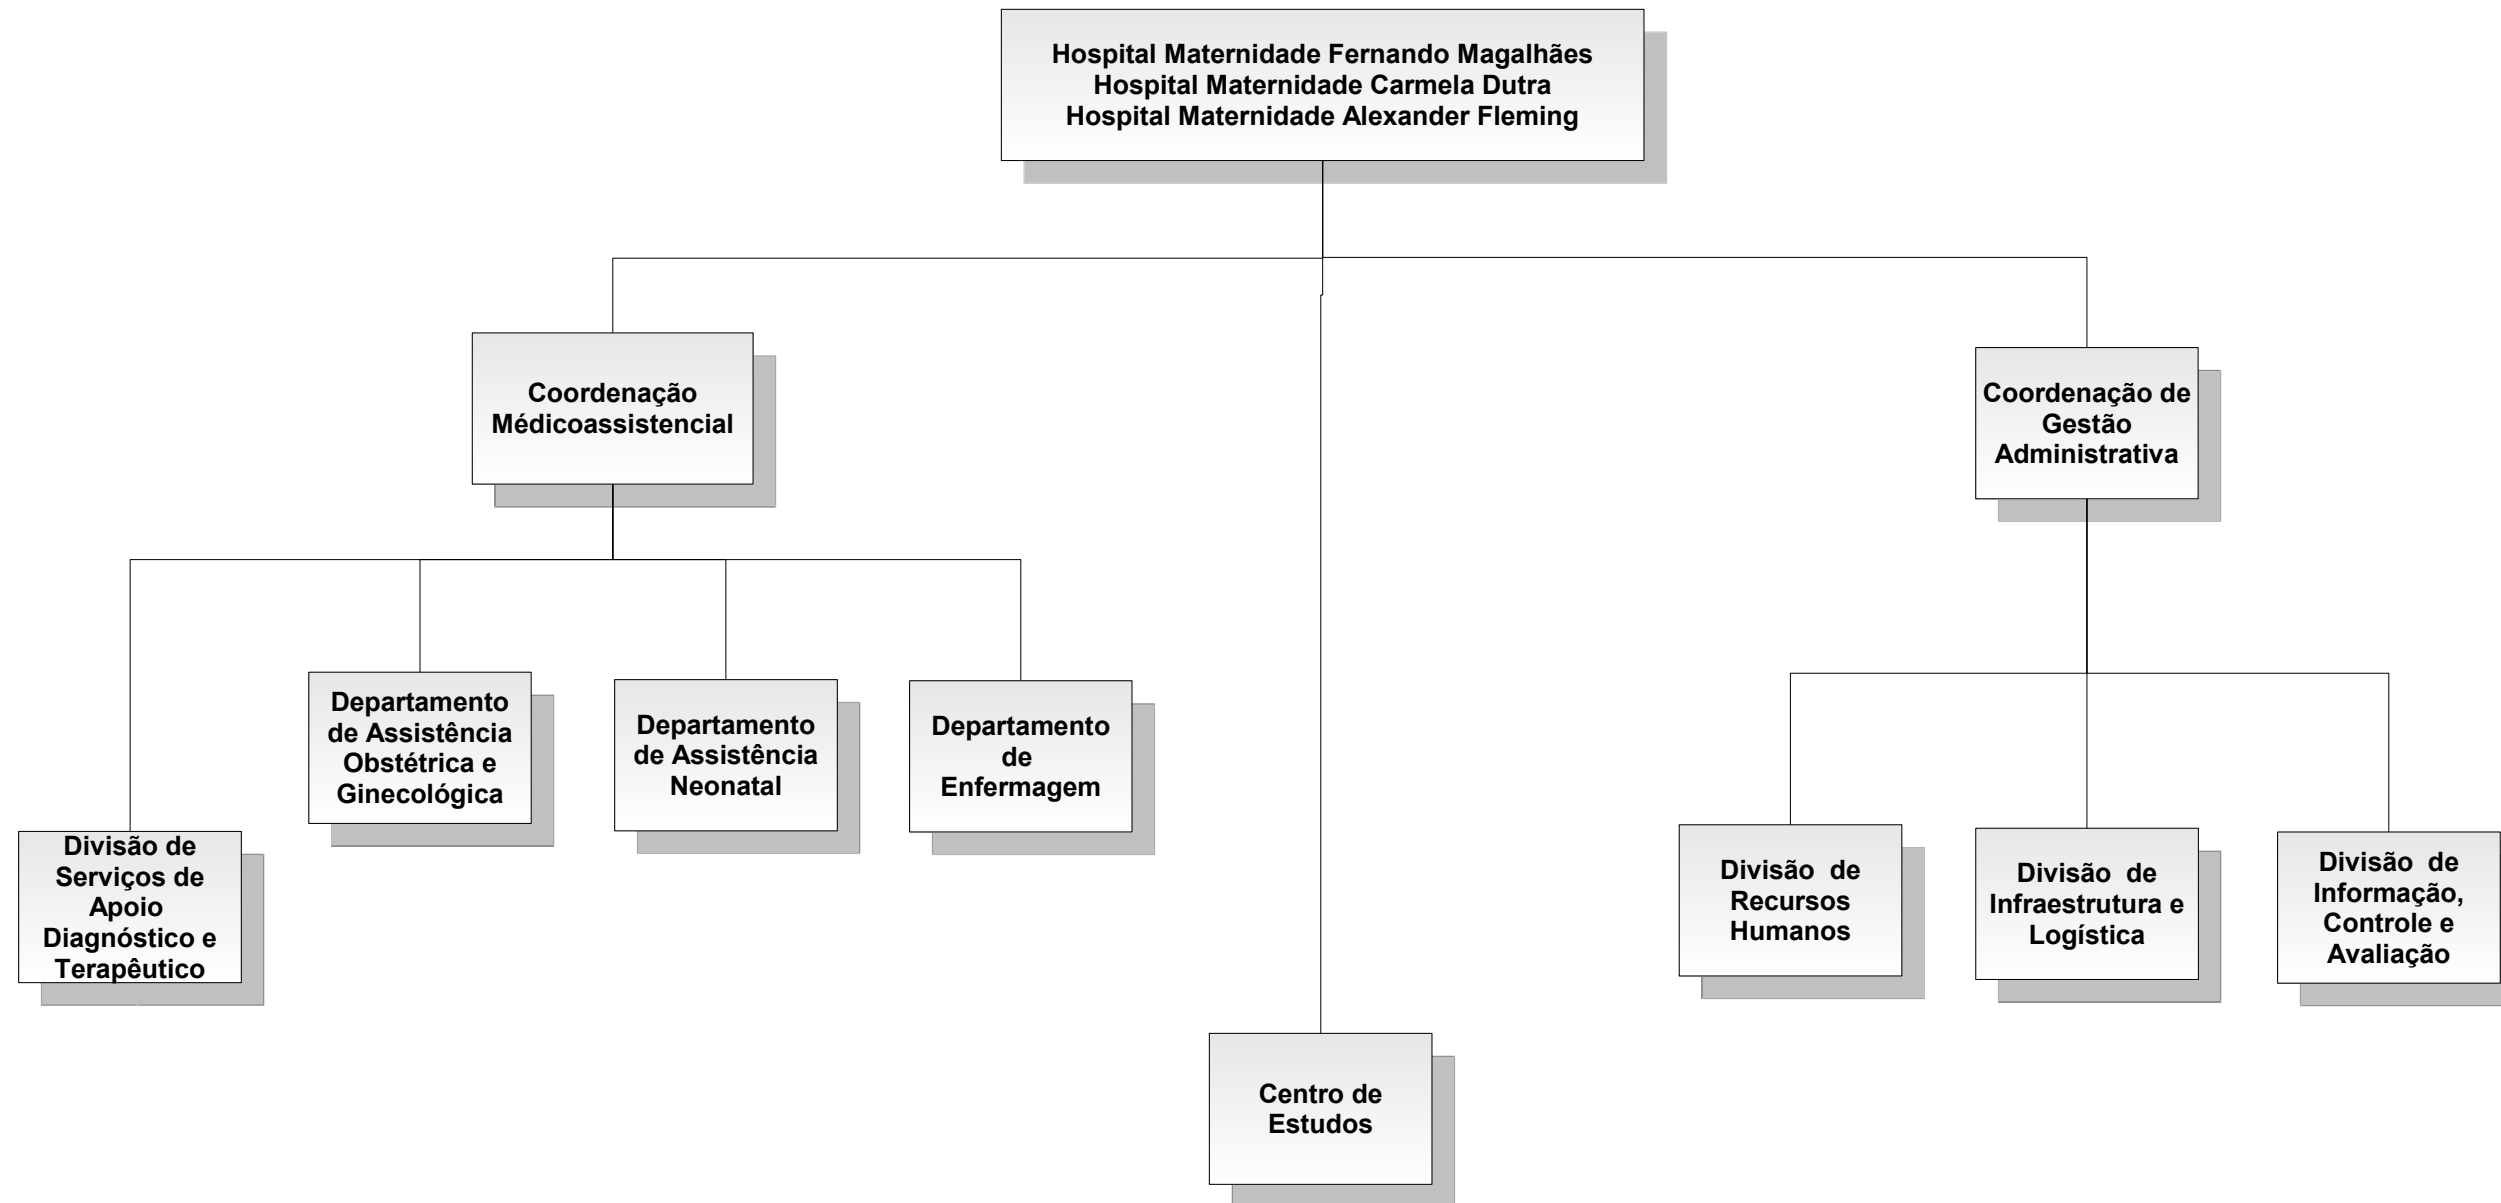 Hospital Maternidade Fernando Magalhães
Hospital Maternidade Carmela Dutra
Hospital Maternidade Alexander Fleming
Coordenação
Médicoassistencial
Coordenação de
Gestão
Administrativa
Departamento
de Assistência
Obstétrica e
Ginecológica
Departamento
de Assistência
Neonatal
Departamento
de
Enfermagem
Divisão de
Serviços de
Apoio
Diagnóstico e
Terapêutico
Divisão de
Recursos
Humanos
Divisão de
Infraestrutura e
Logística
Divisão de
Informação,
Controle e
Avaliação
Centro de
Estudos